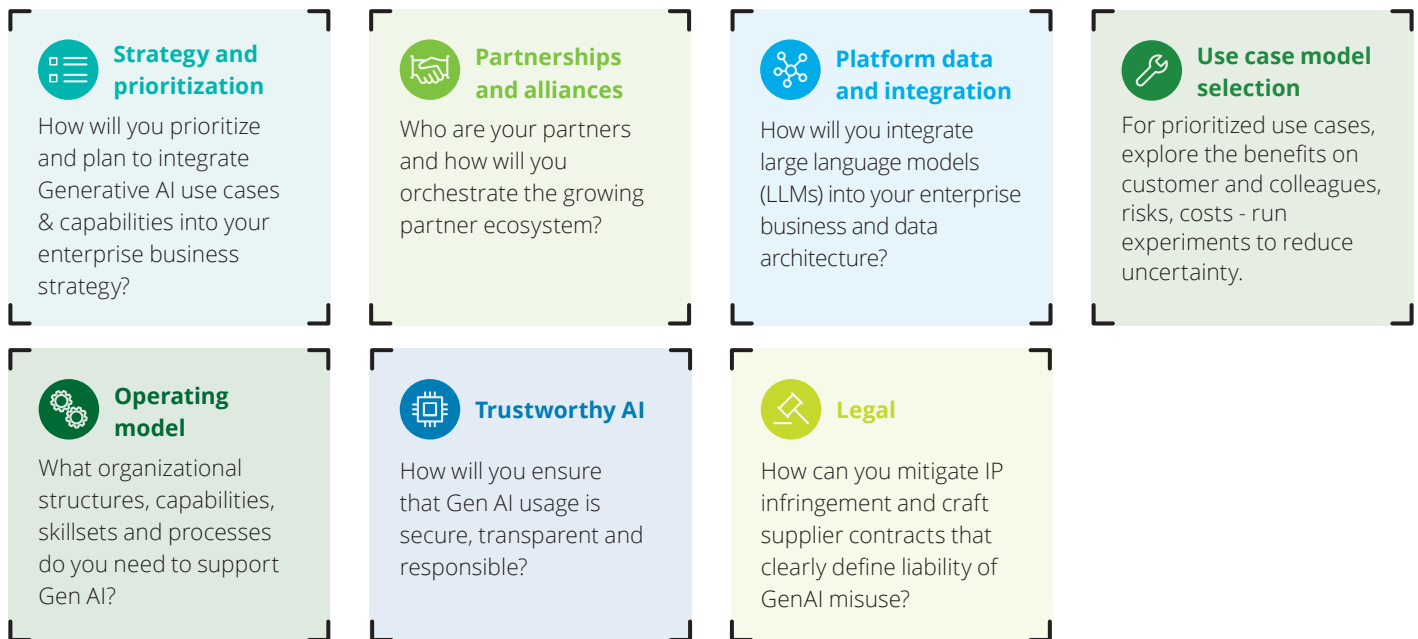 Strategy and
prioritization
How will you prioritize
and plan to integrate
Generative AI use cases
& capabilities into your
enterprise business
strategy?
Partnerships
and alliances
Who are your partners
and how will you
orchestrate the growing
partner ecosystem?
Platform data
and integration
How will you integrate
large language models
(LLMs) into your enterprise
business and data
architecture?
Use case model
selection
For prioritized use cases,
explore the benefits on
customer and colleagues,
risks, costs - run
experiments to reduce
uncertainty.
Operating
model
What organizational
structures, capabilities,
skillsets and processes
do you need to support
Gen AI?
Trustworthy AI
How will you ensure
that Gen AI usage is
secure, transparent and
responsible?
Legal
How can you mitigate IP
infringement and craft
supplier contracts that
clearly define liability of
GenAI misuse?